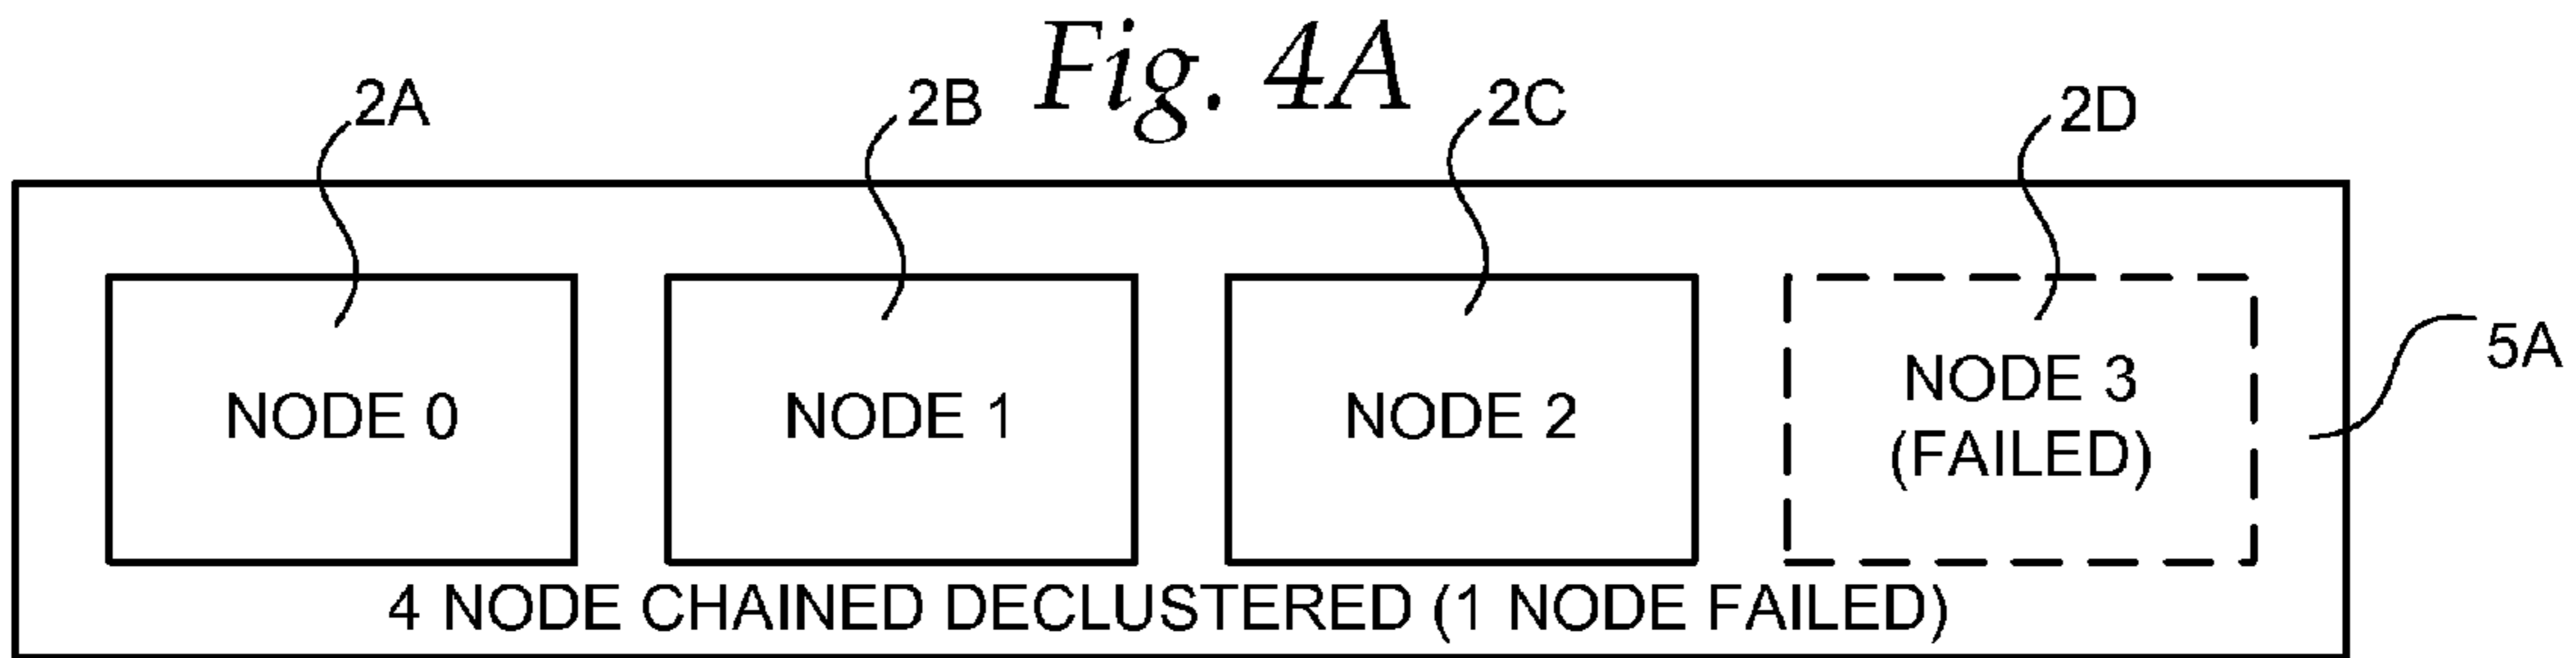 Fig. 4A
2A 2B 2C 2D
5A
NODE 0 NODE 1 NODE 2 NODE 3
(FAILED)
4 NODE CHAINED DECLUSTERED (1 NODE FAILED)